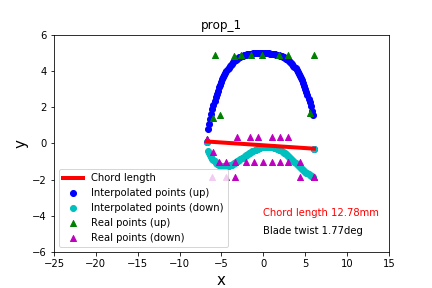 prop_1
6
4
2
0
−2
−4
−6
y
Chord length
Interpolated points (up)
Interpolated points (down)
Real points (up)
Real points (down)
Chord length 12.78mm
Blade twist 1.77deg
−25 −20 −15 −10 −5 0 5 10 15
x